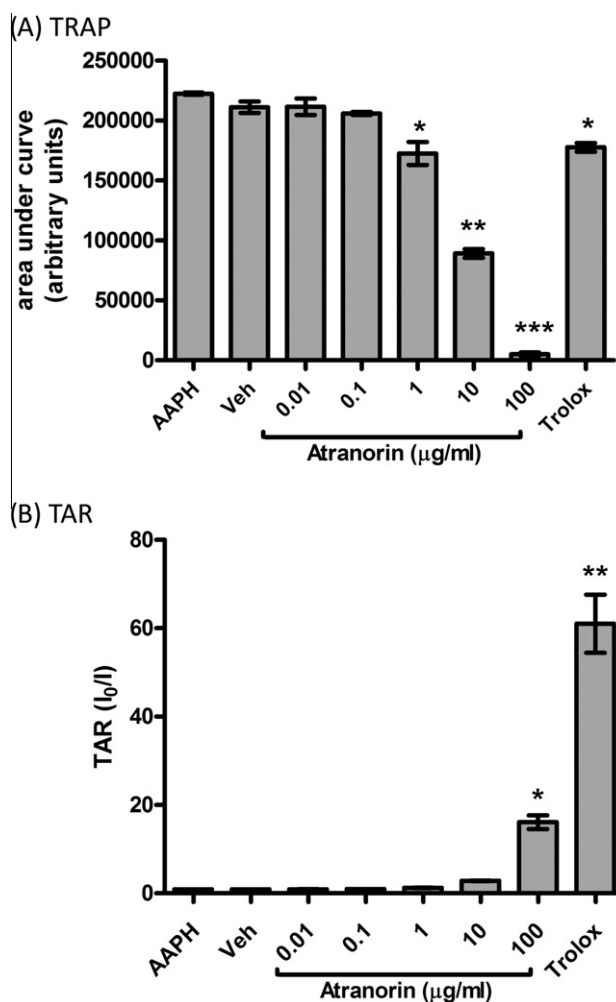 (A) TRAP
area under curve
(arbitrary units)
250000
200000
150000
100000
50000
0
*
**
***
*
AAPH
Veh
0.01
0.1
1
10
100
Trolox
Atranorin (μg/ml)
(B) TAR
TAR (I₀/I)
80
60
40
20
0
*
**
AAPH
Veh
0.01
0.1
1
10
100
Trolox
Atranorin (μg/ml)